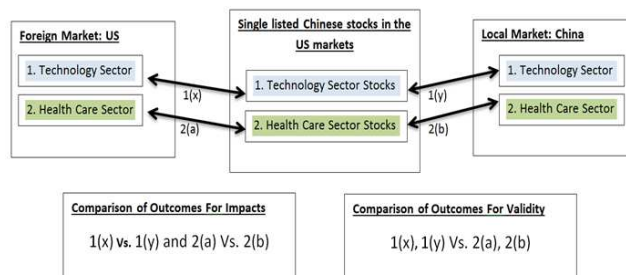 Foreign Market: US
1. Technology Sector
2. Health Care Sector
Single listed Chinese stocks in the
US markets
1. Technology Sector Stocks
2. Health Care Sector Stocks
Local Market: China
1. Technology Sector
2. Health Care Sector
1(x)
1(y)
2(a)
2(b)
Comparison of Outcomes For Impacts
1(x) Vs. 1(y) and 2(a) Vs. 2(b)
Comparison of Outcomes For Validity
1(x), 1(y) Vs. 2(a), 2(b)